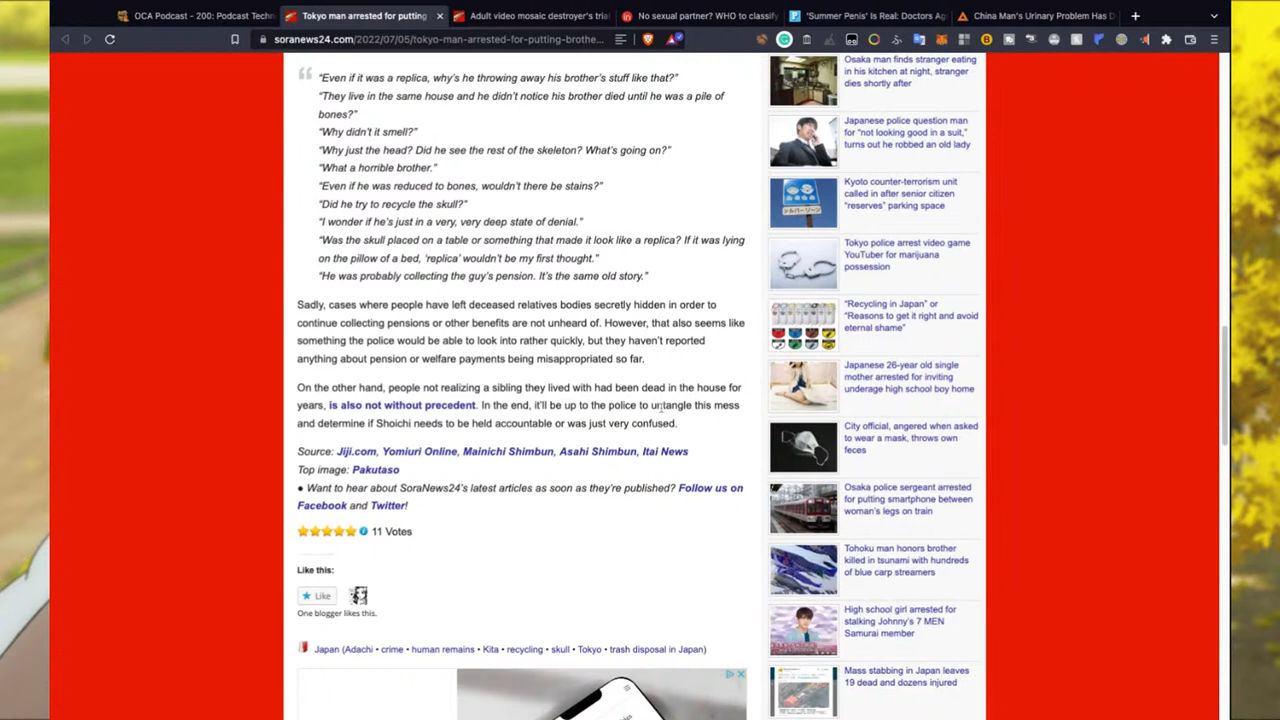 OCA Podcast - 200: Podcast Techn
Tokyo man arrested for putting
Adult video mosaic destroyer's trial
No sexual partner? WHO to classify
'Summer Penis' Is Real: Doctors Ag
China Man's Urinary Problem Has D
soranews24.com/2022/07/05/tokyo-man-arrested-for-putting-brothe...
“Even if it was a replica, why’s he throwing away his brother’s stuff like that?”
“They live in the same house and he didn’t notice his brother died until he was a pile of
bones?”
“Why didn’t it smell?”
“Why just the head? Did he see the rest of the skeleton? What’s going on?”
“What a horrible brother.”
“Even if he was reduced to bones, wouldn’t there be stains?”
“Did he try to recycle the skull?”
“I wonder if he’s just in a very, very deep state of denial.”
“Was the skull placed on a table or something that made it look like a replica? If it was lying
on the pillow of a bed, ‘replica’ wouldn’t be my first thought.”
“He was probably collecting the guy’s pension. It’s the same old story.”
Sadly, cases where people have left deceased relatives bodies secretly hidden in order to
continue collecting pensions or other benefits are not unheard of. However, that also seems like
something the police would be able to look into rather quickly, but they haven’t reported
anything about pension or welfare payments being misappropriated so far.
On the other hand, people not realizing a sibling they lived with had been dead in the house for
years, is also not without precedent. In the end, it’ll be up to the police to untangle this mess
and determine if Shoichi needs to be held accountable or was just very confused.
Source: Jiji.com, Yomiuri Online, Mainichi Shimbun, Asahi Shimbun, Itai News
Top image: Pakutaso
● Want to hear about SoraNews24’s latest articles as soon as they’re published? Follow us on
Facebook and Twitter!
11 Votes
Like this:
Like
One blogger likes this.
Japan (Adachi • crime • human remains • Kita • recycling • skull • Tokyo • trash disposal in Japan)
Osaka man finds stranger eating
in his kitchen at night, stranger
dies shortly after
Japanese police question man
for “not looking good in a suit,”
turns out he robbed an old lady
Kyoto counter-terrorism unit
called in after senior citizen
“reserves” parking space
Tokyo police arrest video game
YouTuber for marijuana
possession
“Recycling in Japan” or
“Reasons to get it right and avoid
eternal shame”
Japanese 26-year old single
mother arrested for inviting
underage high school boy home
City official, angered when asked
to wear a mask, throws own
feces
Osaka police sergeant arrested
for putting smartphone between
woman’s legs on train
Tohoku man honors brother
killed in tsunami with hundreds
of blue carp streamers
High school girl arrested for
stalking Johnny’s 7 MEN
Samurai member
Mass stabbing in Japan leaves
19 dead and dozens injured